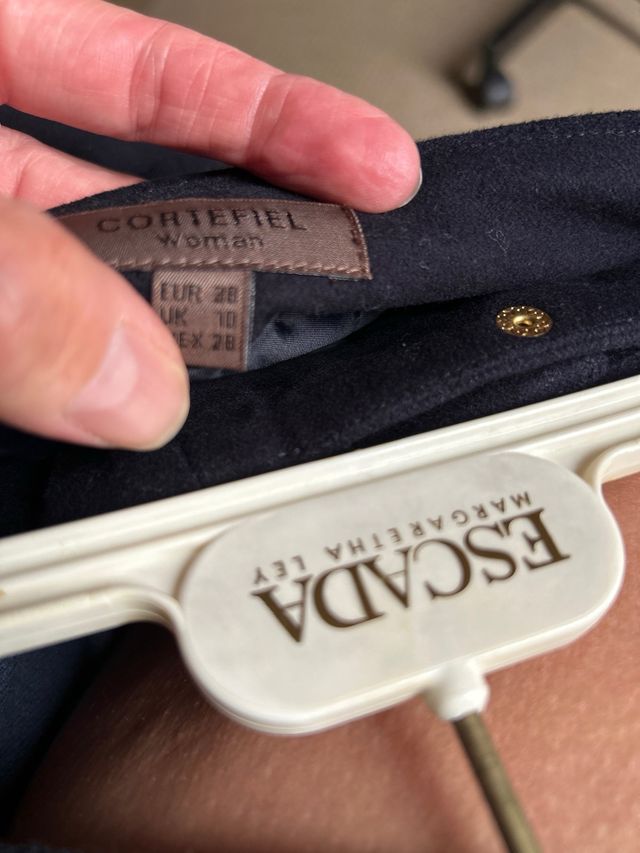 CORTEFIEL
Woman
EUR 38
UK 10
MEX 28
ESCADA
MARGARETHA LEY